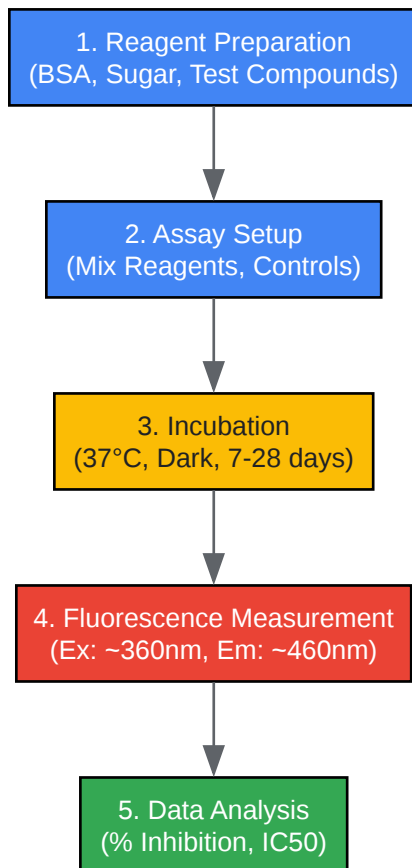 1. Reagent Preparation
(BSA, Sugar, Test Compounds)
2. Assay Setup
(Mix Reagents, Controls)
3. Incubation
(37°C, Dark, 7-28 days)
4. Fluorescence Measurement
(Ex: ~360nm, Em: ~460nm)
5. Data Analysis
(% Inhibition, IC50)